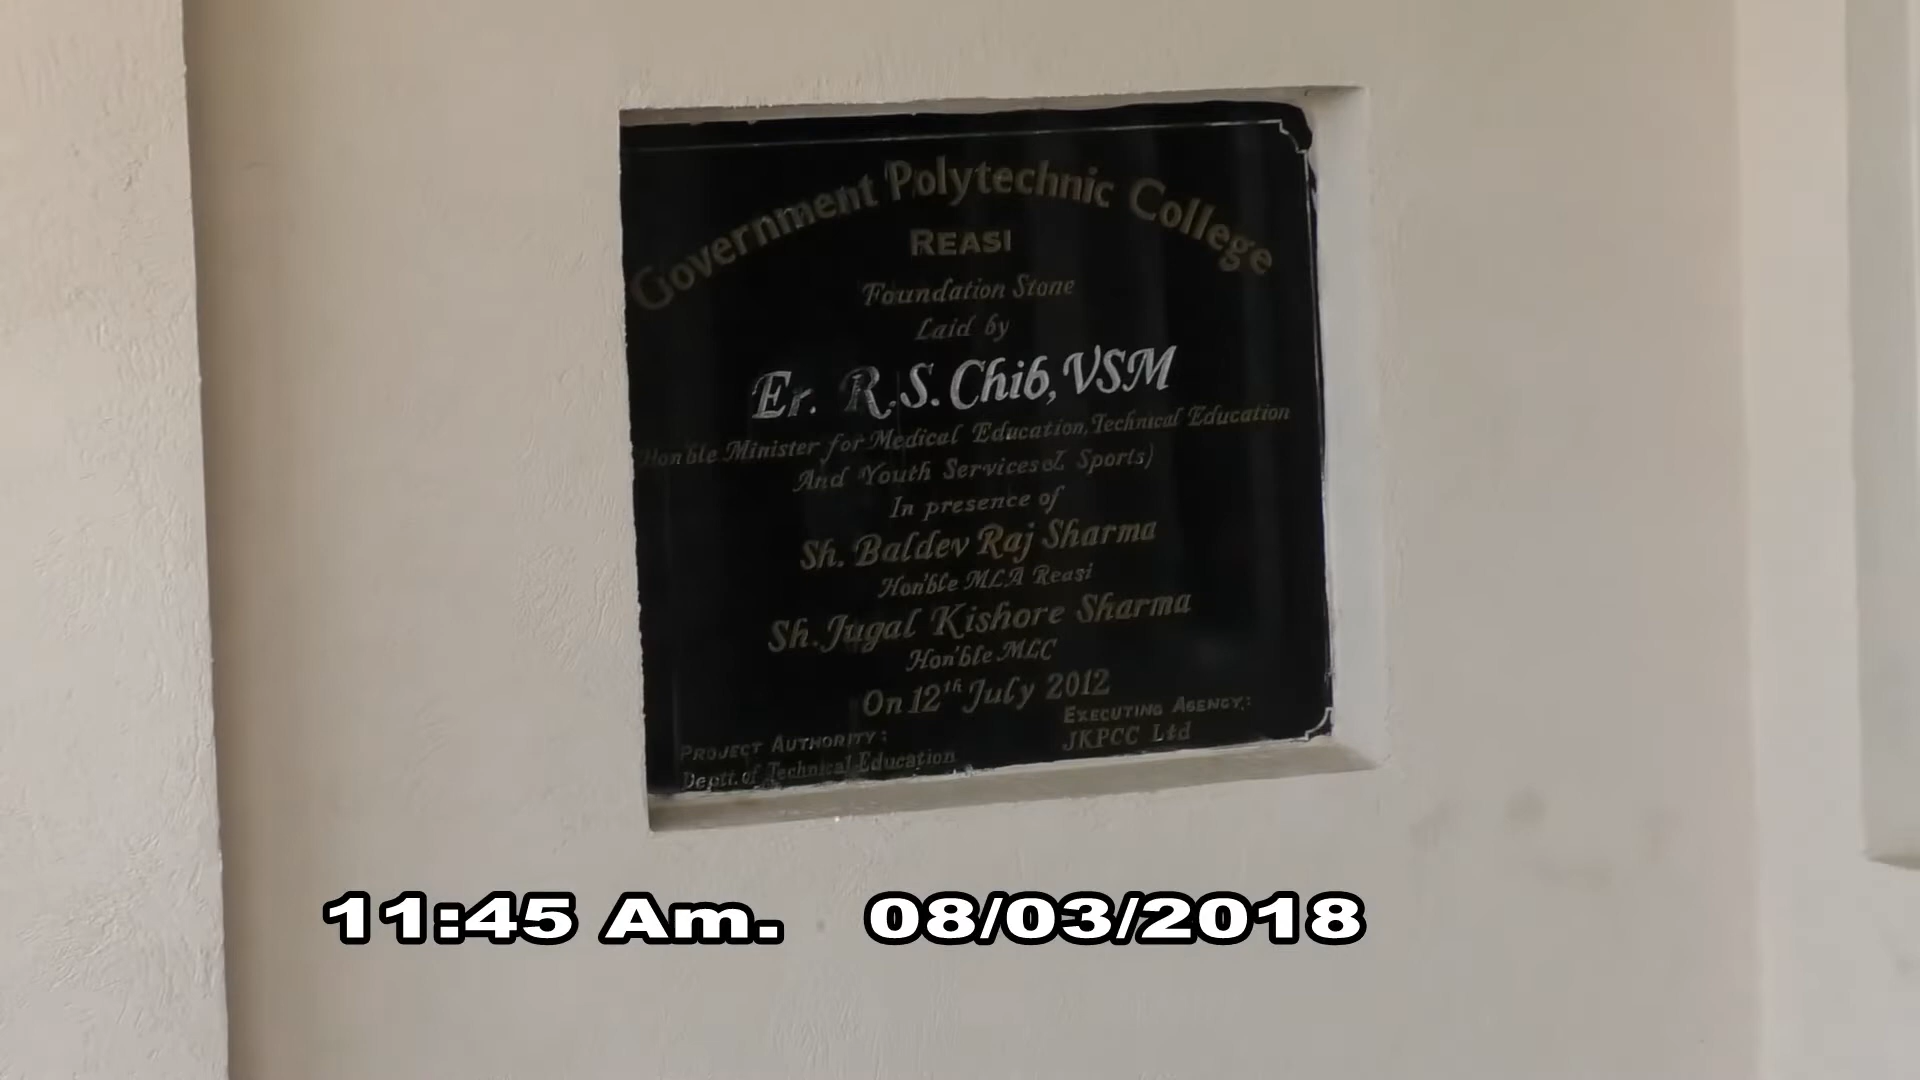 Government Polytechnic College
REASI
Foundation Stone
Laid by
Er. R.S. Chib, VSM
(Hon'ble Minister for Medical Education, Technical Education
And Youth Services & Sports)
In presence of
Sh. Baldev Raj Sharma
Hon'ble MLA Reasi
Sh. Jugal Kishore Sharma
Hon'ble MLC
On 12th July 2012
PROJECT AUTHORITY:
Deptt. of Technical Education
EXECUTING AGENCY:
JKPCC Ltd
11:45 Am. 08/03/2018